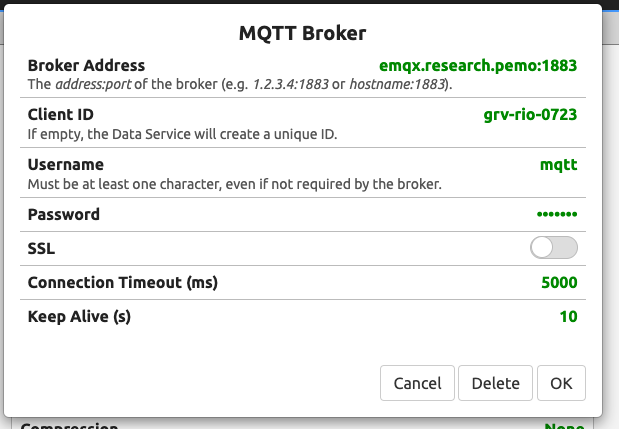 MQTT Broker
Broker Address emqx.research.pemo:1883
The address:port of the broker (e.g. 1.2.3.4:1883 or hostname:1883).
Client ID grv-rio-0723
If empty, the Data Service will create a unique ID.
Username mqtt
Must be at least one character, even if not required by the broker.
Password •••••••
SSL
Connection Timeout (ms) 5000
Keep Alive (s) 10
Cancel Delete OK
Compression None